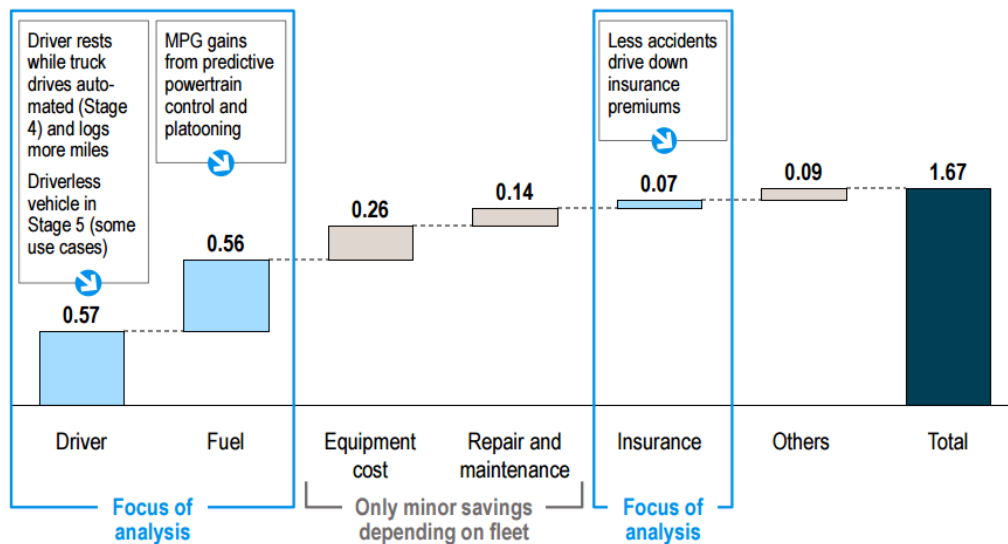 Driver rests
while truck
drives auto-
mated (Stage
4) and logs
more miles
Driverless
vehicle in
Stage 5 (some
use cases)
MPG gains
from predictive
powertrain
control and
platooning
Less accidents
drive down
insurance
premiums
0.57
0.56
0.26
0.14
0.07
0.09
1.67
Driver
Fuel
Equipment
cost
Repair and
maintenance
Insurance
Others
Total
Focus of
analysis
Only minor savings
depending on fleet
Focus of
analysis